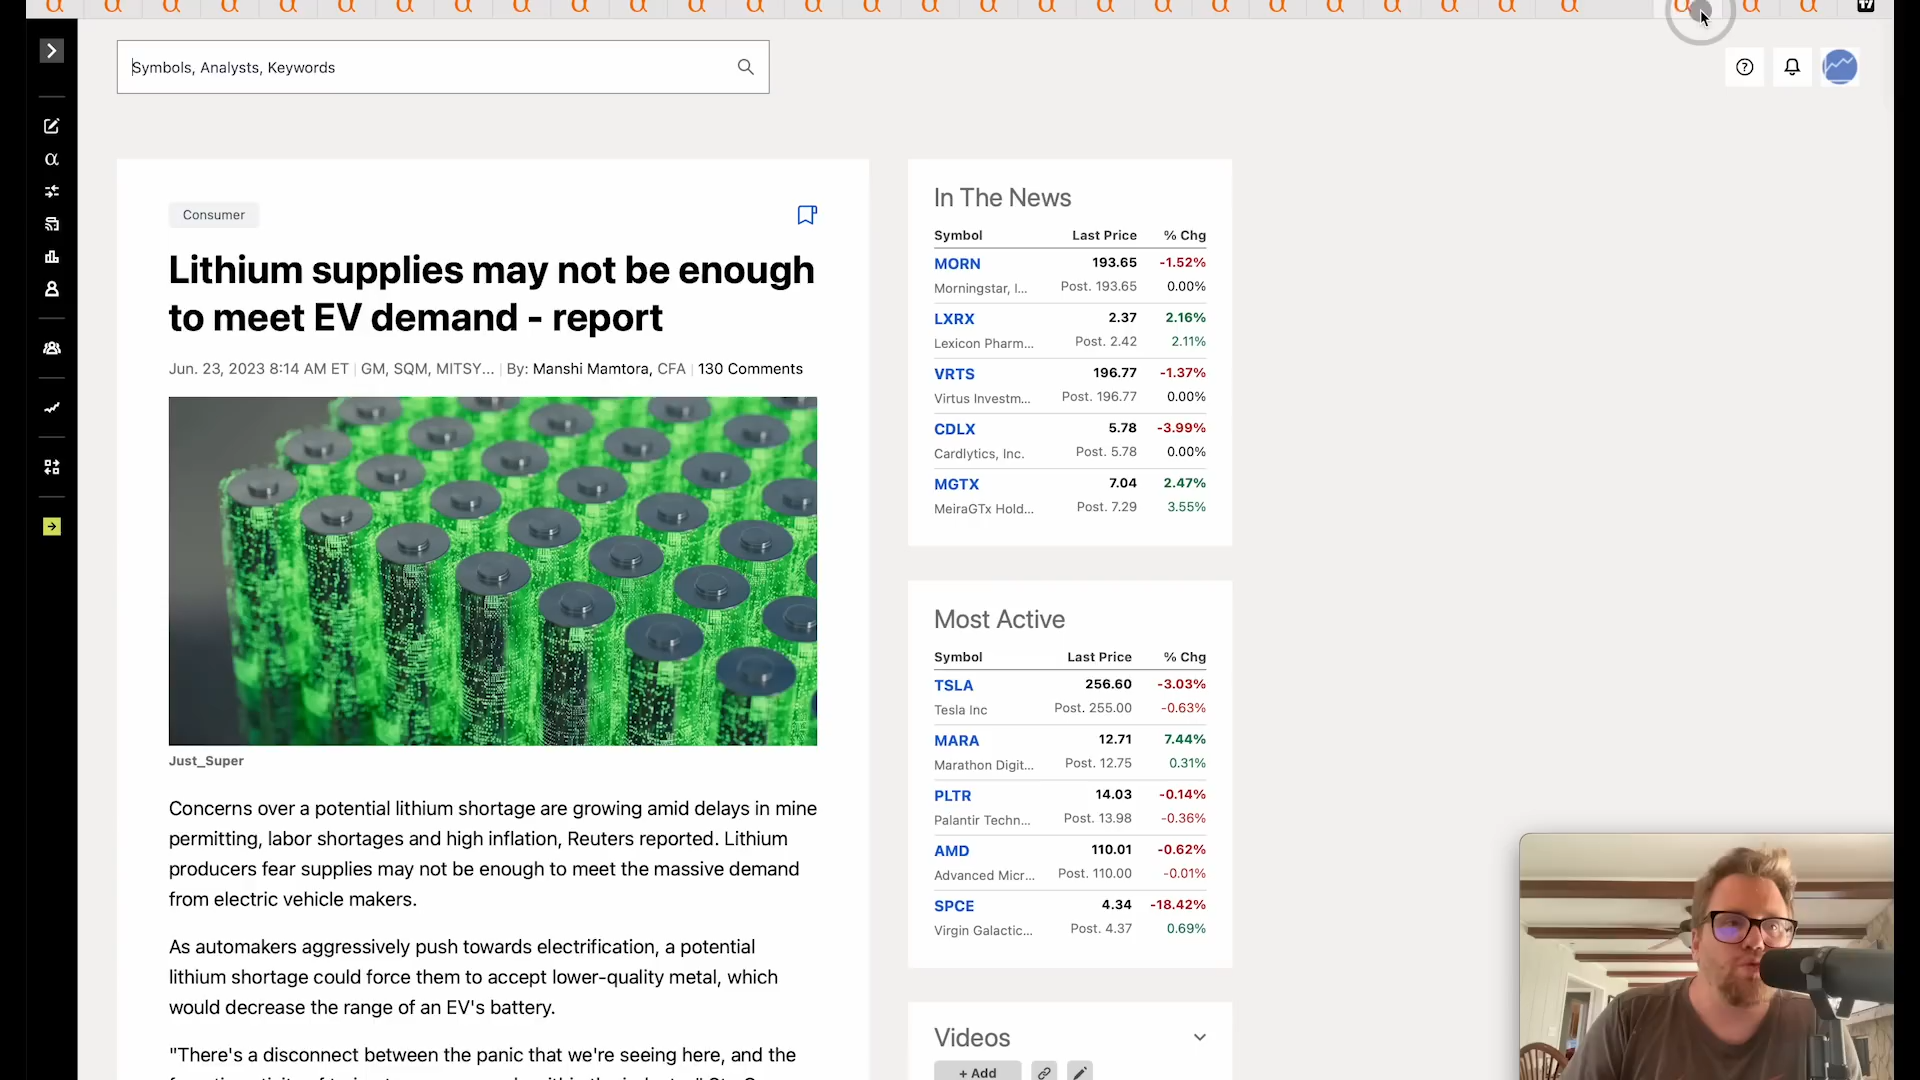 Symbols, Analysts, Keywords
Consumer
Lithium supplies may not be enough
to meet EV demand - report
Jun. 23, 2023 8:14 AM ET | GM, SQM, MITSY... | By: Manshi Mamtora, CFA | 130 Comments
Just_Super
Concerns over a potential lithium shortage are growing amid delays in mine
permitting, labor shortages and high inflation, Reuters reported. Lithium
producers fear supplies may not be enough to meet the massive demand
from electric vehicle makers.
As automakers aggressively push towards electrification, a potential
lithium shortage could force them to accept lower-quality metal, which
would decrease the range of an EV's battery.
"There's a disconnect between the panic that we're seeing here, and the
In The News
Symbol Last Price % Chg
MORN 193.65 -1.52%
Morningstar, I... Post. 193.65 0.00%
LXRX 2.37 2.16%
Lexicon Pharm... Post. 2.42 2.11%
VRTS 196.77 -1.37%
Virtus Investm... Post. 196.77 0.00%
CDLX 5.78 -3.99%
Cardlytics, Inc. Post. 5.78 0.00%
MGTX 7.04 2.47%
MeiraGTx Hold... Post. 7.29 3.55%
Most Active
Symbol Last Price % Chg
TSLA 256.60 -3.03%
Tesla Inc Post. 255.00 -0.63%
MARA 12.71 7.44%
Marathon Digit... Post. 12.75 0.31%
PLTR 14.03 -0.14%
Palantir Techn... Post. 13.98 -0.36%
AMD 110.01 -0.62%
Advanced Micr... Post. 110.00 -0.01%
SPCE 4.34 -18.42%
Virgin Galactic... Post. 4.37 0.69%
Videos
+ Add